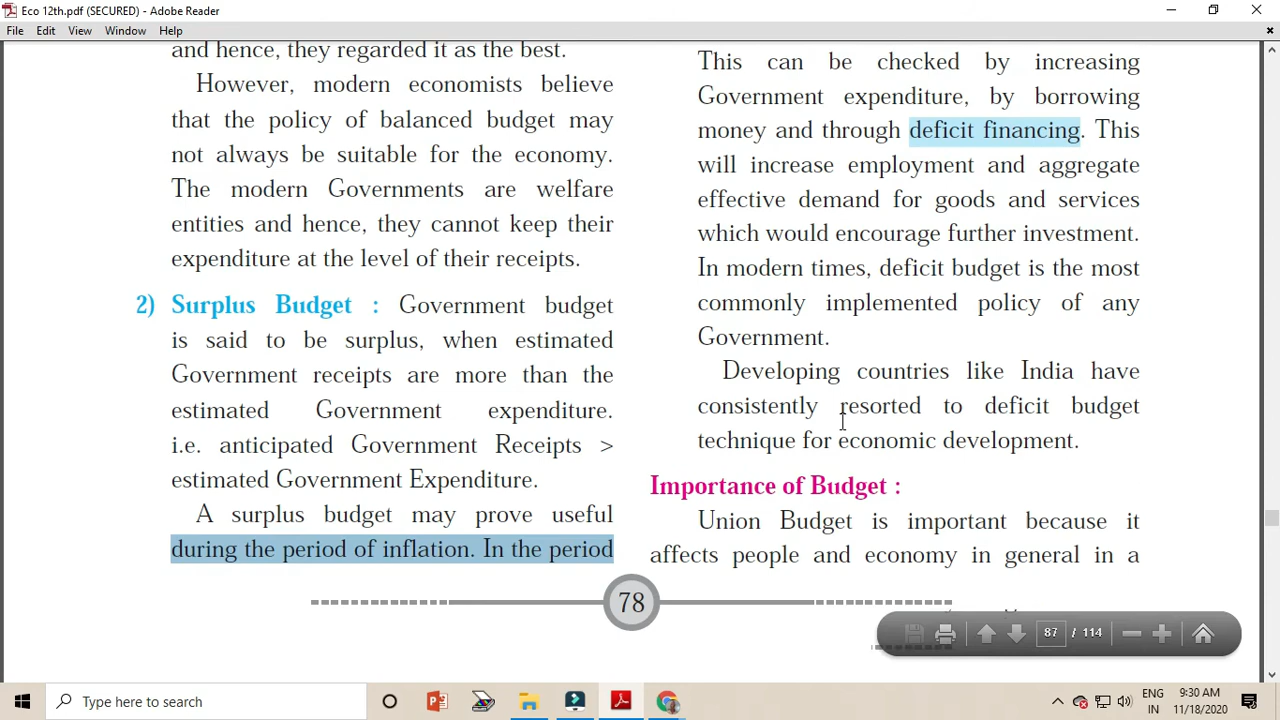 Eco 12th.pdf (SECURED) - Adobe Reader
File Edit View Window Help
and hence, they regarded it as the best.
However, modern economists believe
that the policy of balanced budget may
not always be suitable for the economy.
The modern Governments are welfare
entities and hence, they cannot keep their
expenditure at the level of their receipts.
2) Surplus Budget : Government budget
is said to be surplus, when estimated
Government receipts are more than the
estimated Government expenditure.
i.e. anticipated Government Receipts >
estimated Government Expenditure.
A surplus budget may prove useful
during the period of inflation. In the period
This can be checked by increasing
Government expenditure, by borrowing
money and through deficit financing. This
will increase employment and aggregate
effective demand for goods and services
which would encourage further investment.
In modern times, deficit budget is the most
commonly implemented policy of any
Government.
Developing countries like India have
consistently resorted to deficit budget
technique for economic development.
Importance of Budget :
Union Budget is important because it
affects people and economy in general in a
78
87 / 114
Type here to search
ENG
IN
9:30 AM
11/18/2020